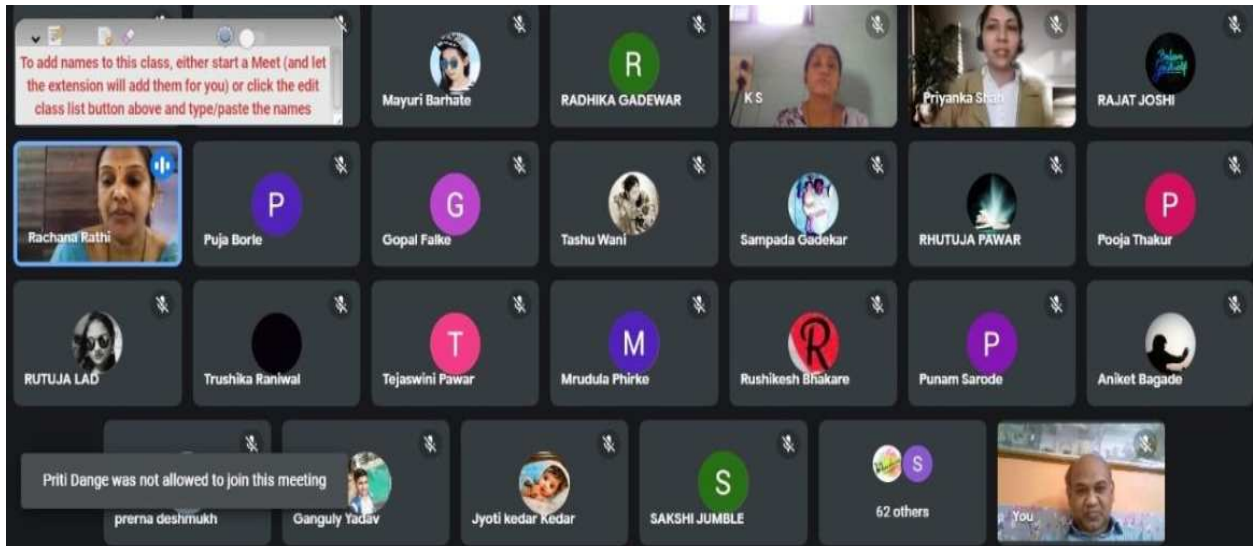 To add names to this class, either start a Meet (and let
the extension will add them for you) or click the edit
class list button above and type/paste the names
Mayuri Barhate
R
RADHIKA GADEWAR
K S
Priyanka Shah
RAJAT JOSHI
Rachana Rathi
P
Puja Borle
G
Gopal Falke
Tashu Wani
Sampada Gadekar
RHUTUJA PAWAR
P
Pooja Thakur
RUTUJA LAD
Trushika Raniwal
T
Tejaswini Pawar
M
Mrudula Phirke
R
Rushikesh Bhakare
P
Punam Sarode
Aniket Bagade
Priti Dange was not allowed to join this meeting
prerna deshmukh
Ganguly Yadav
Jyoti kedar Kedar
S
SAKSHI JUMBLE
S
62 others
You